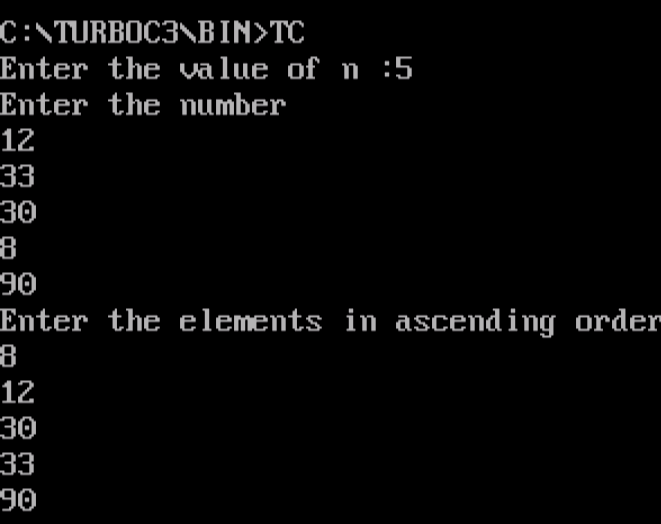 C:\TURBOC3\BIN>TC
Enter the value of n :5
Enter the number
12
33
30
8
90
Enter the elements in ascending order
8
12
30
33
90